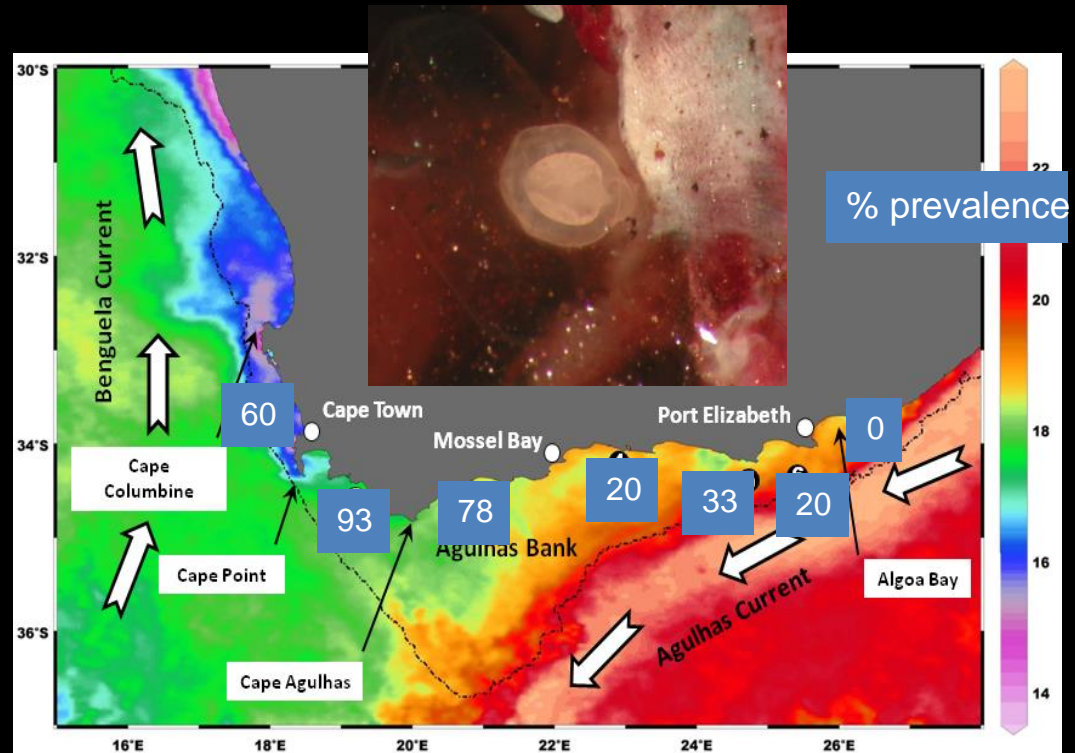 30°S
32°S
34°S
36°S
Benguela Current
% prevalence
22
20
18
16
14
60
Cape Town
Mossel Bay
Port Elizabeth
0
Cape
Columbine
93
78
20
33
20
Cape Point
Agulhas Bank
Agulhas Current
Algoa Bay
Cape Agulhas
16°E
18°E
20°E
22°E
24°E
26°E